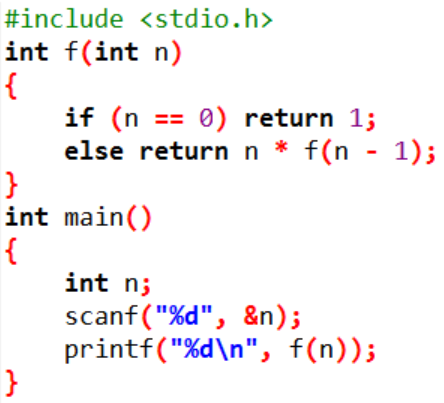 #include <stdio.h>
int f(int n)
{
    if (n == 0) return 1;
    else return n * f(n - 1);
}
int main()
{
    int n;
    scanf("%d", &n);
    printf("%d\n", f(n));
}